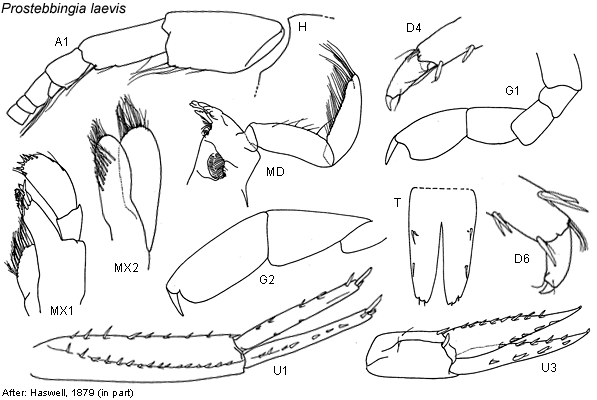 Prostebbingia laevis
A1
H
D4
G1
MD
MX1
MX2
G2
T
D6
U1
U3
After: Haswell, 1879 (in part)